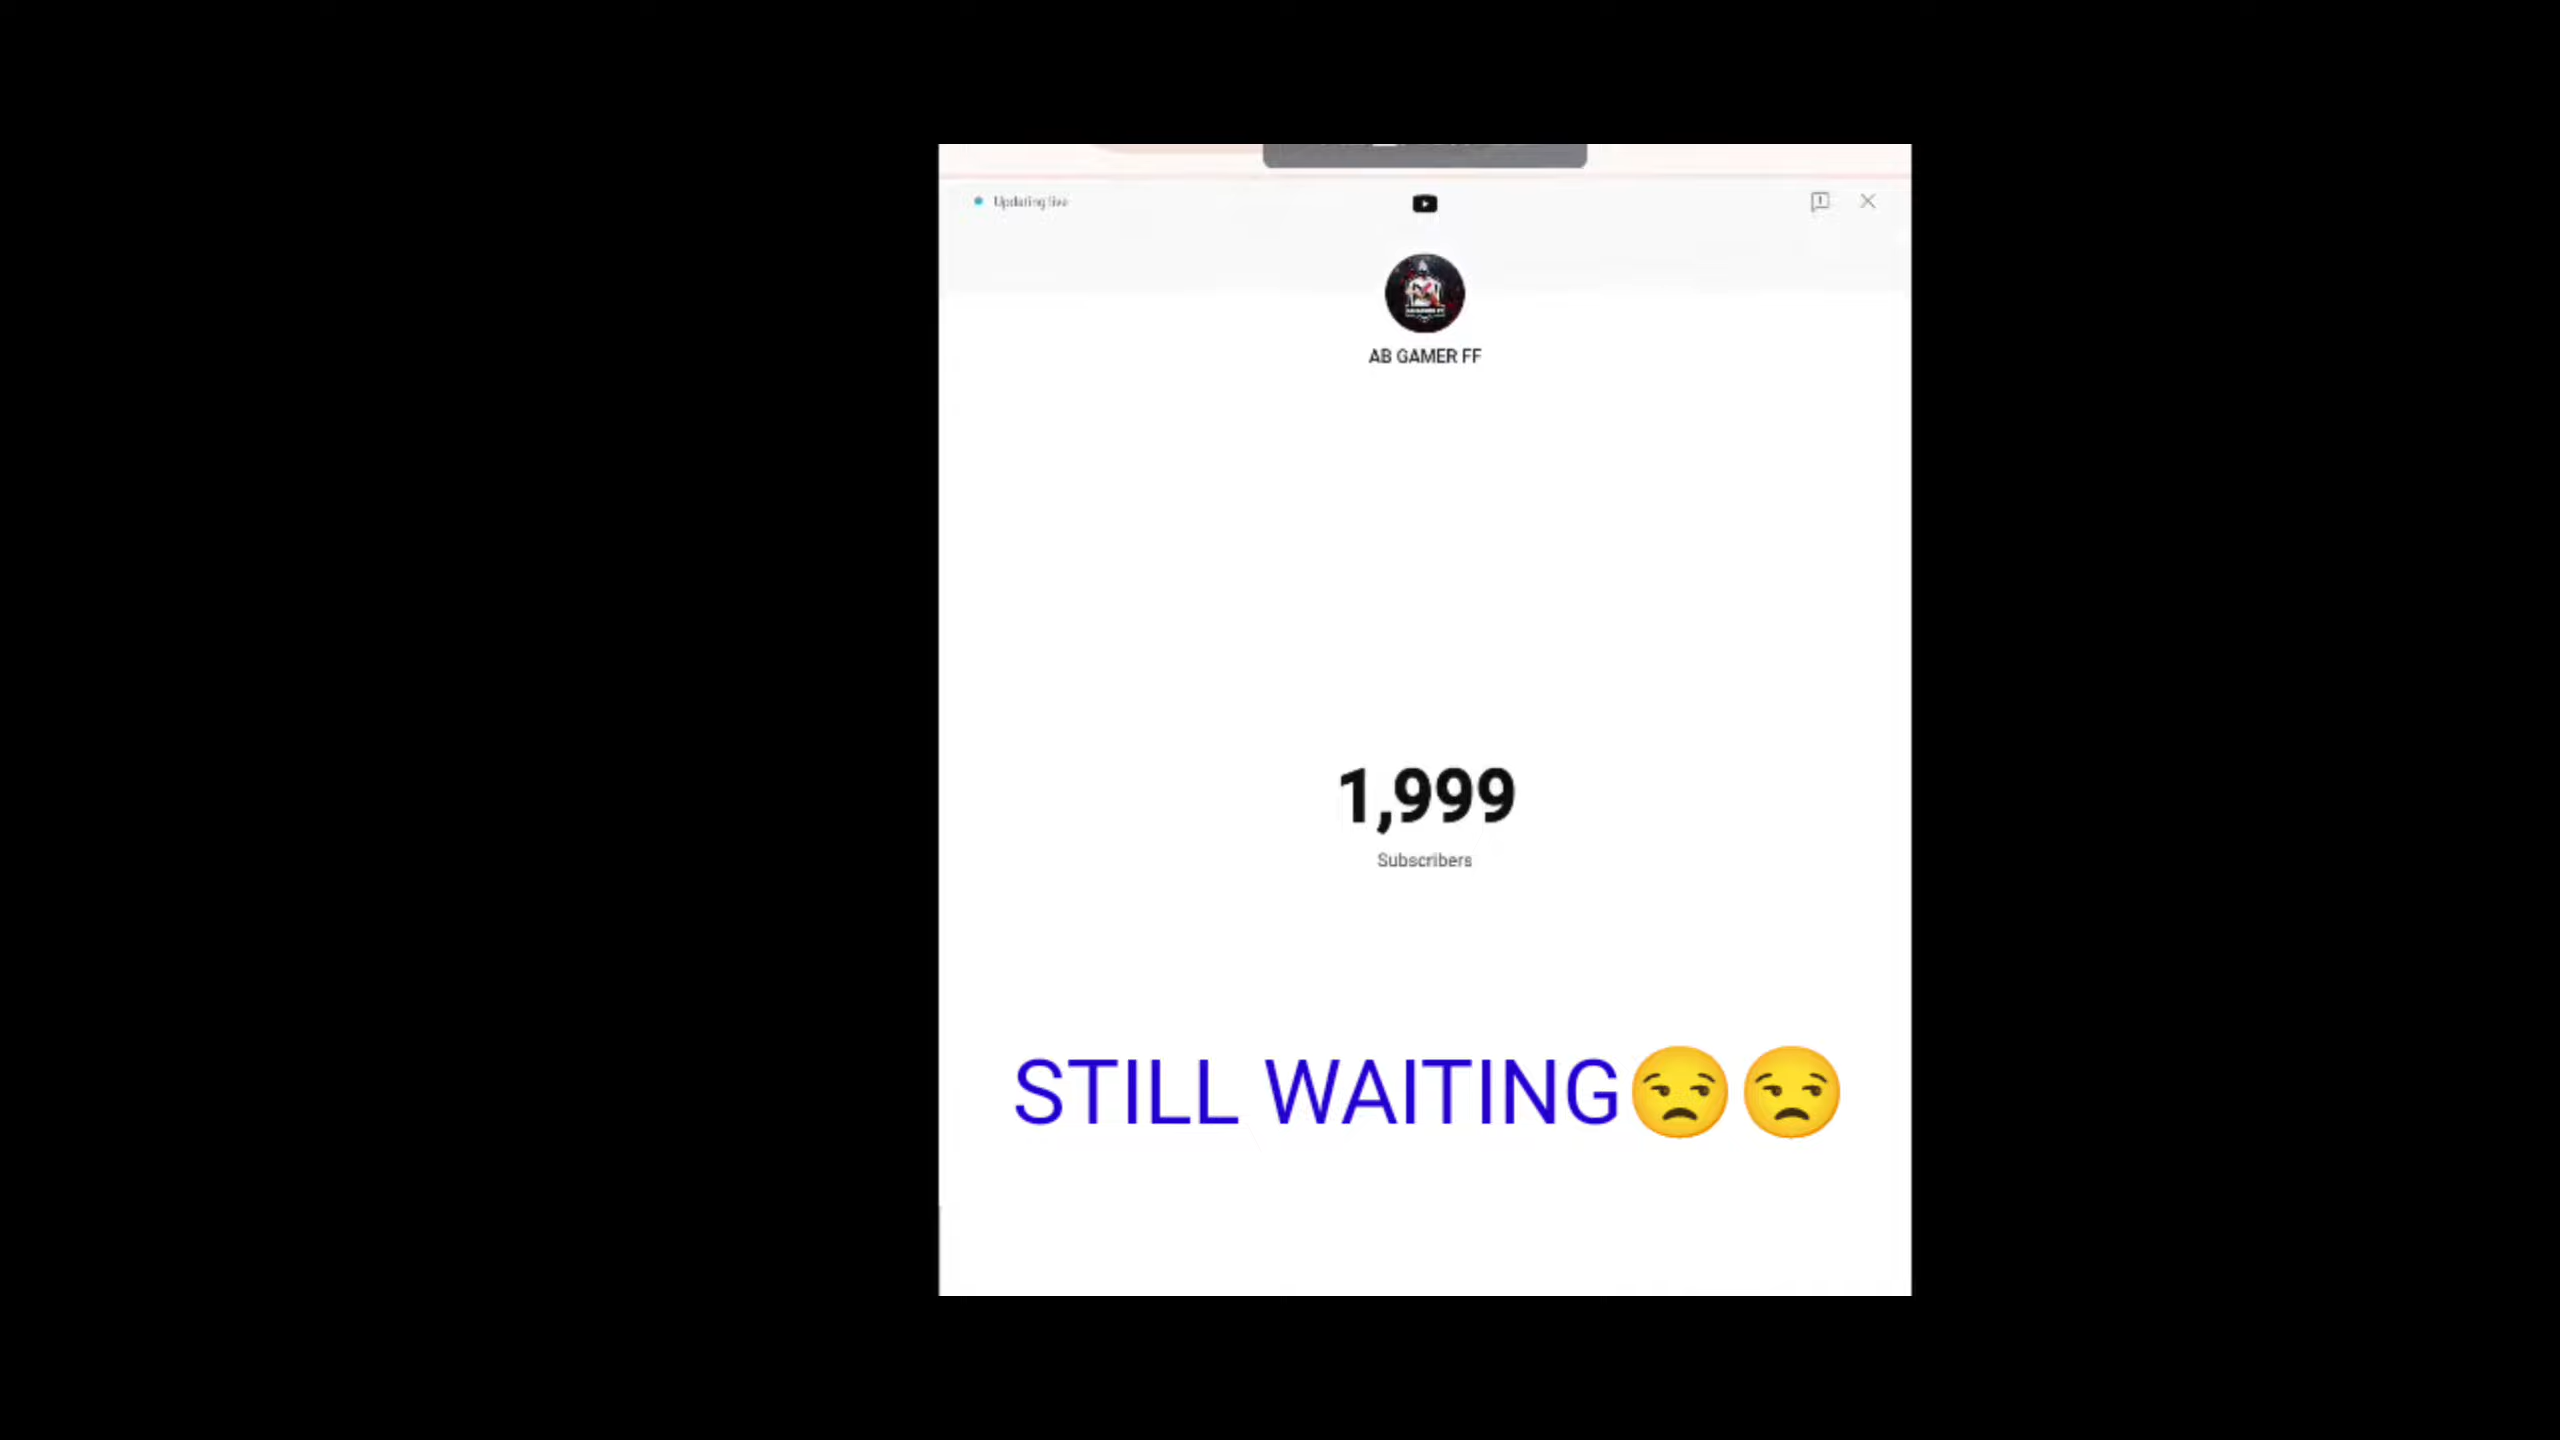 Updating live
AB GAMER FF
1,999
Subscribers
STILL WAITING😒😒